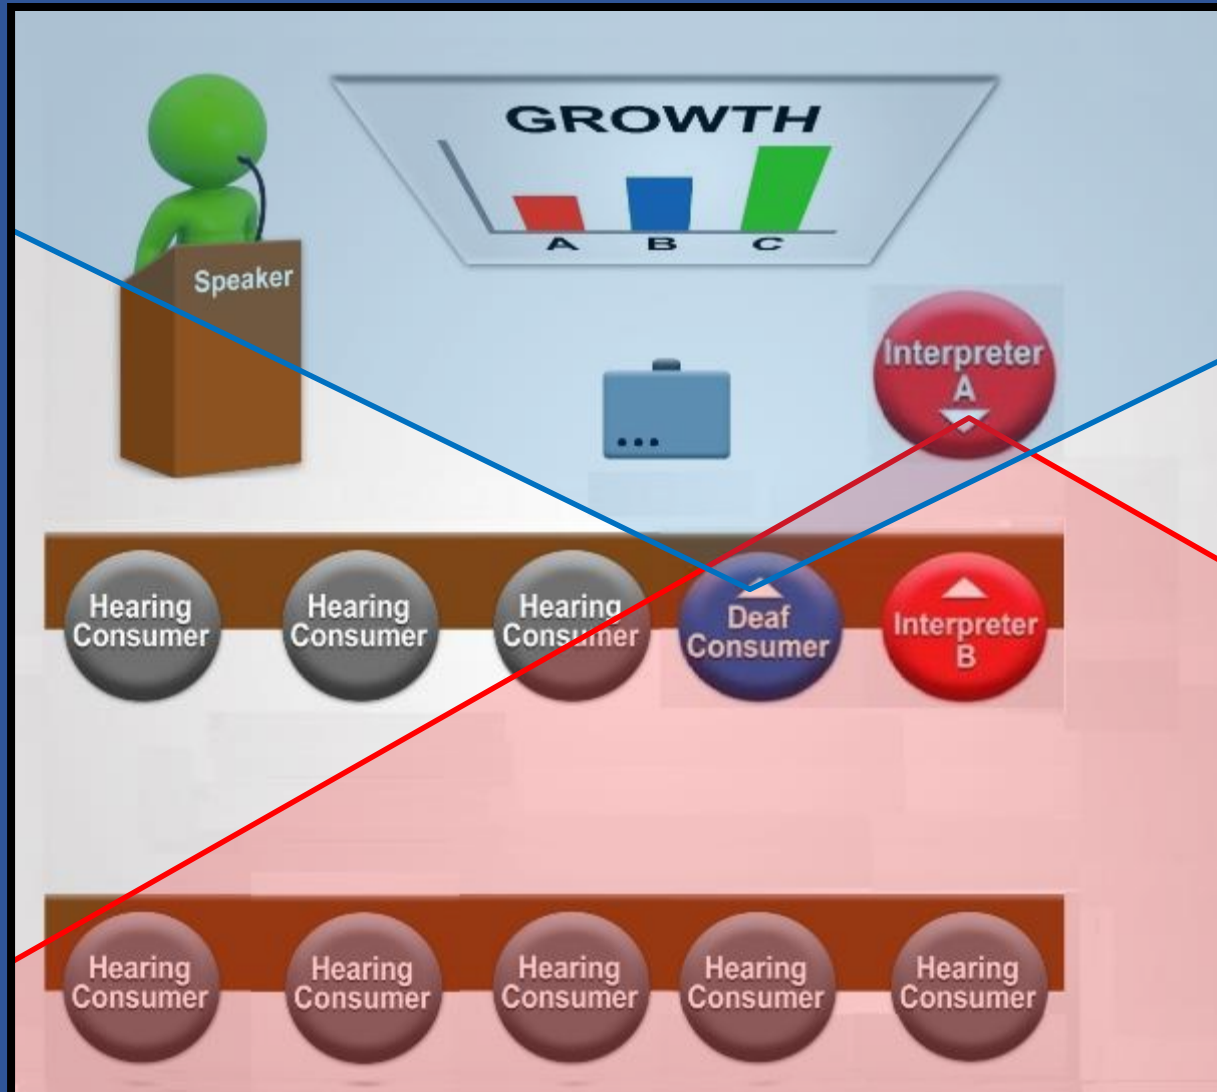 GROWTH
A B C
Speaker
Interpreter
A
Hearing
Consumer
Hearing
Consumer
Hearing
Consumer
Deaf
Consumer
Interpreter
B
Hearing
Consumer
Hearing
Consumer
Hearing
Consumer
Hearing
Consumer
Hearing
Consumer